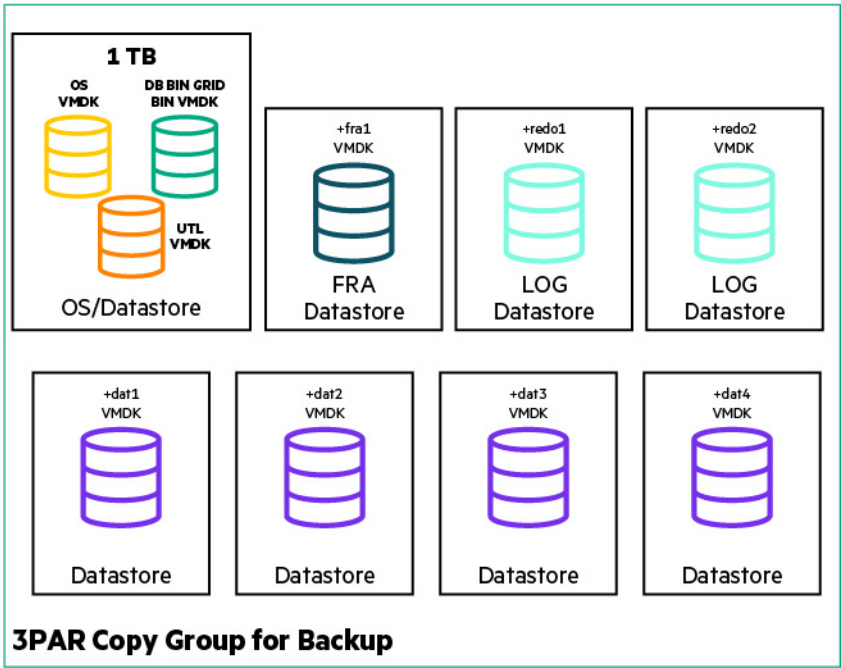 1 TB
OS
VMDK
DB BIN GRID
BIN VMDK
UTL
VMDK
OS/Datastore
+fra1
VMDK
FRA
Datastore
+redo1
VMDK
LOG
Datastore
+redo2
VMDK
LOG
Datastore
+dat1
VMDK
Datastore
+dat2
VMDK
Datastore
+dat3
VMDK
Datastore
+dat4
VMDK
Datastore
3PAR Copy Group for Backup